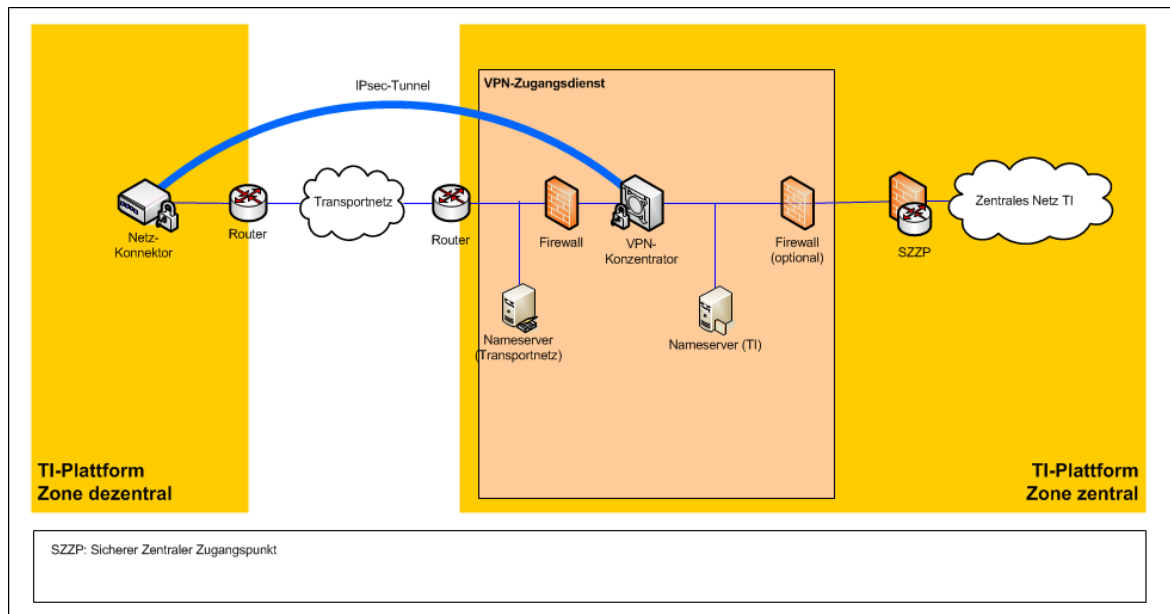 VPN-Zugangsdienst
IPsec-Tunnel
Transportnetz
Zentrales Netz TI
Netz-
Konnektor
Router
Router
Firewall
VPN-
Konzentrator
Firewall
(optional)
SZZP
Nameserver
(Transportnetz)
Nameserver (TI)
TI-Plattform
Zone dezentral
TI-Plattform
Zone zentral
SZZP: Sicherer Zentraler Zugangspunkt